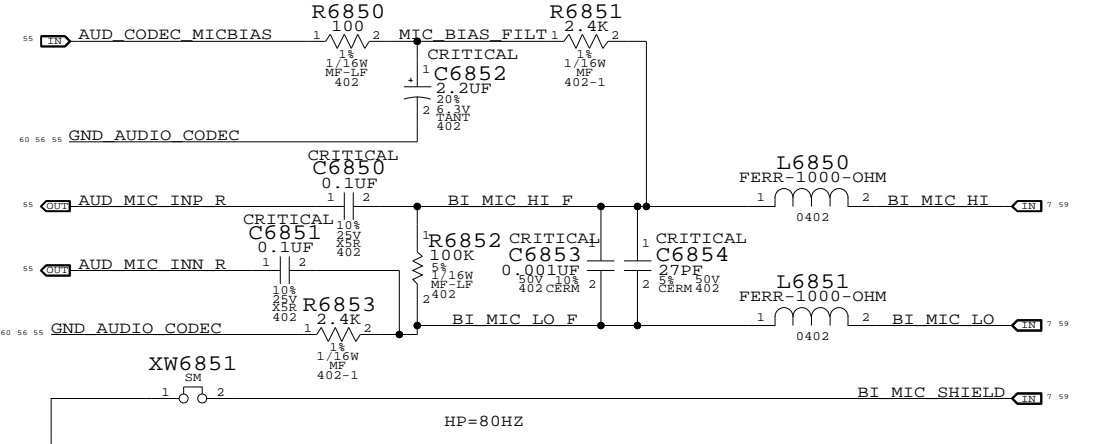 R6850
100
1 2
1%
1/16W
MF-LF
402
R6851
2.4K
1 2
1%
1/16W
MF
402-1
55 IN AUD_CODEC_MICBIAS
MIC_BIAS_FILT
CRITICAL
1
C6852
+
2.2UF
20%
2 6.3V
TANT
402
60 56 55 GND_AUDIO_CODEC
CRITICAL
C6850
0.1UF
1 2
10%
25V
X5R
402
55 OUT AUD_MIC_INP_R
BI_MIC_HI_F
L6850
FERR-1000-OHM
1 2
0402
BI_MIC_HI
IN 7 59
CRITICAL
C6851
0.1UF
1 2
10%
25V
X5R
402
55 OUT AUD_MIC_INN_R
1
R6852
100K
5%
1/16W
MF-LF
2 402
CRITICAL
1
C6853
0.001UF
50V 10%
402 CERM
2
1 CRITICAL
C6854
27PF
5% 50V
2 CERM 402
L6851
FERR-1000-OHM
1 2
0402
R6853
2.4K
1 2
1%
1/16W
MF
402-1
60 56 55 GND_AUDIO_CODEC
BI_MIC_LO_F
BI_MIC_LO
IN 7 59
XW6851
SM
1 2
BI_MIC_SHIELD
IN 7 59
HP=80HZ